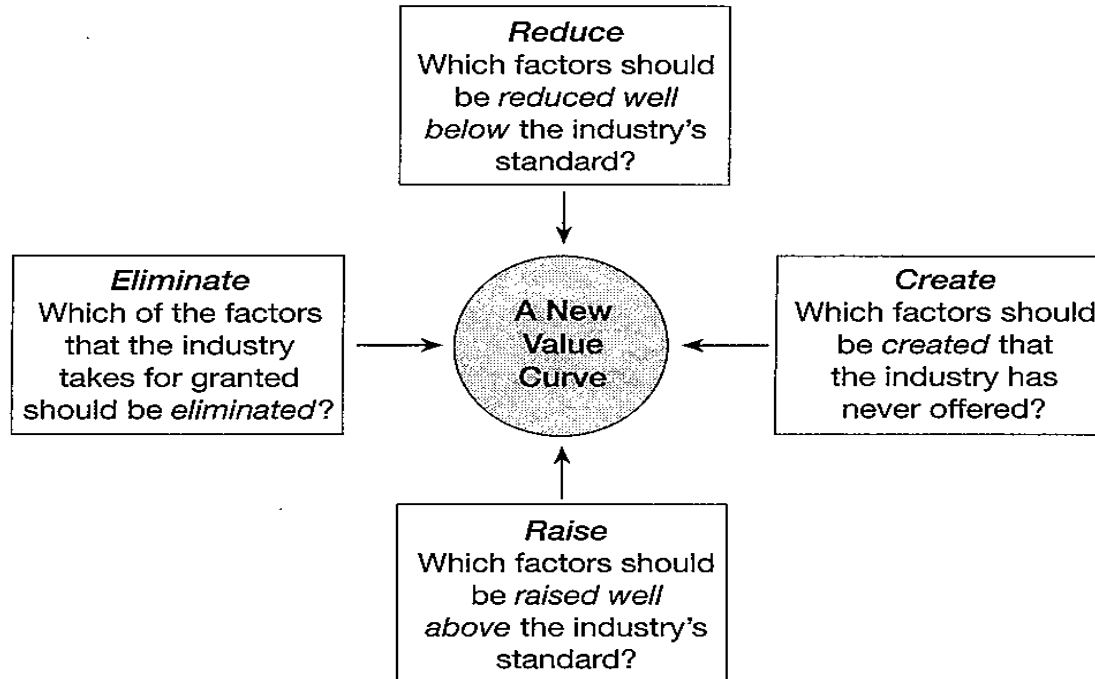 Reduce
Which factors should
be reduced well
below the industry's
standard?
Eliminate
Which of the factors
that the industry
takes for granted
should be eliminated?
A New
Value
Curve
Create
Which factors should
be created that
the industry has
never offered?
Raise
Which factors should
be raised well
above the industry's
standard?